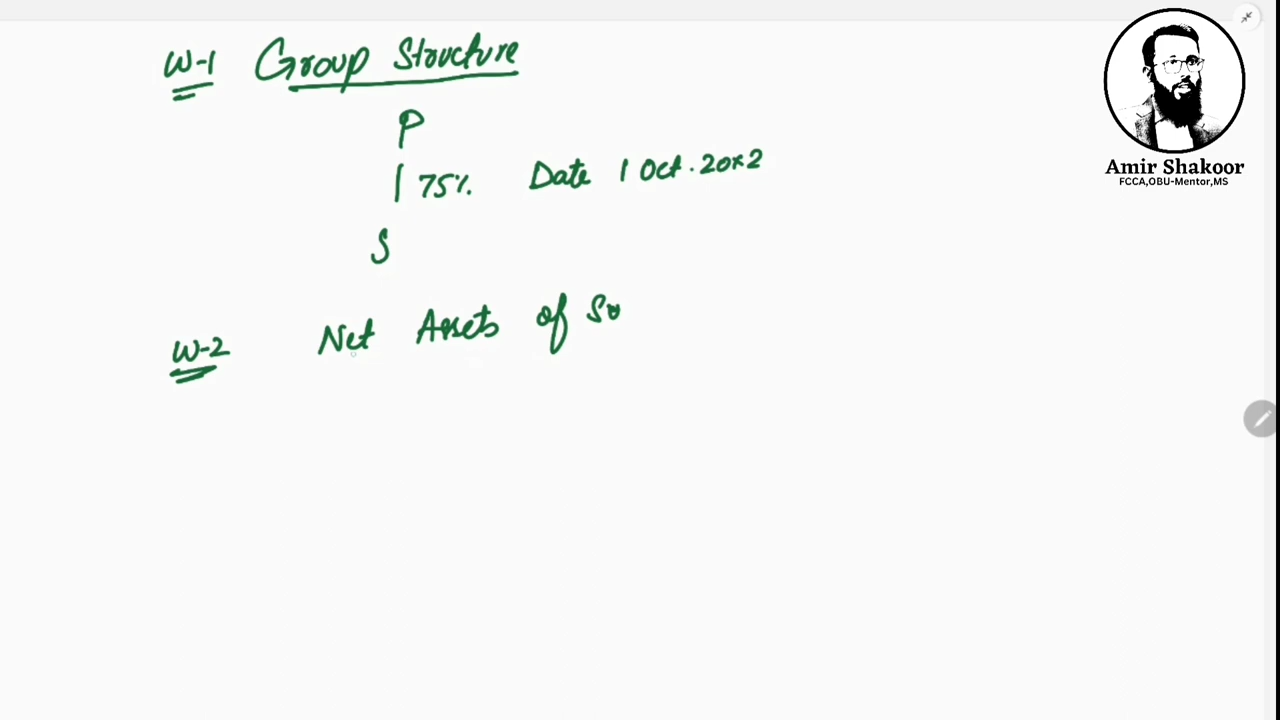 W-1 Group Structure
P
75% Date 1 Oct. 20x2
S
W-2 Net Assets of
Amir Shakoor
FCCA,OBU-Mentor,MS